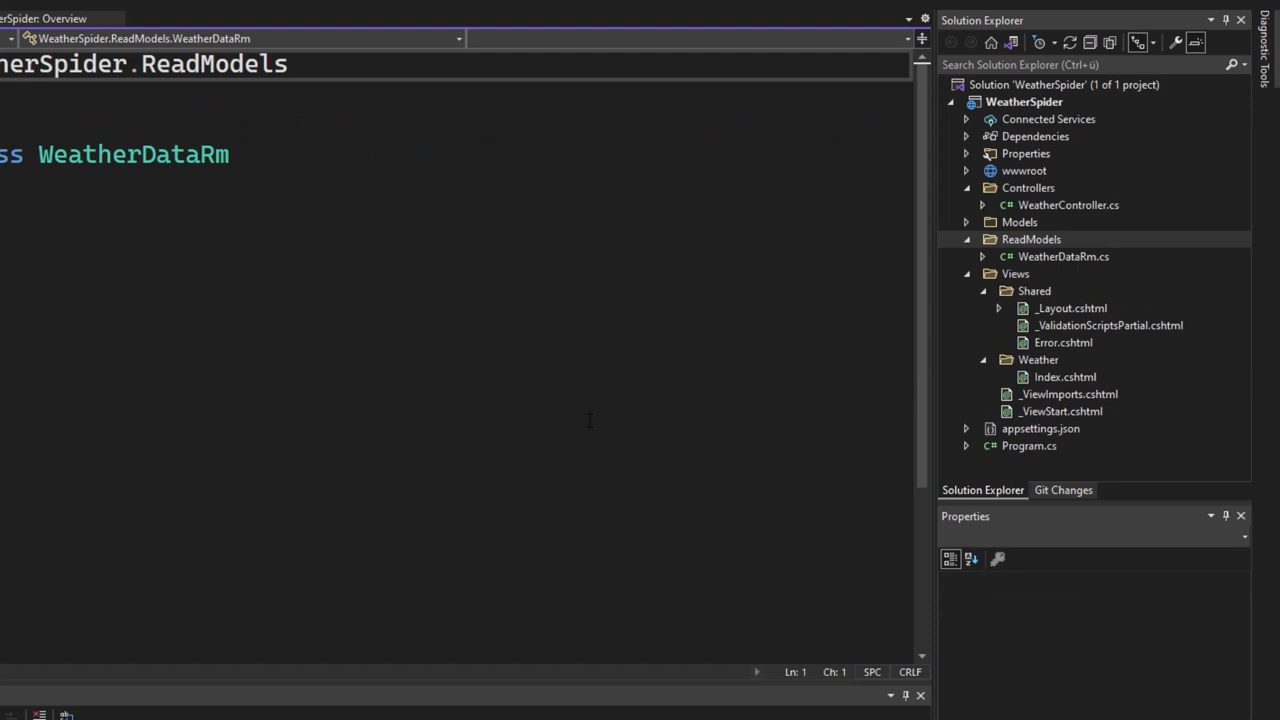 erSpider: Overview
WeatherSpider.ReadModels.WeatherDataRm
nerSpider.ReadModels
ss WeatherDataRm
Ln: 1 Ch: 1 SPC CRLF
Solution Explorer
Search Solution Explorer (Ctrl+ü)
Solution 'WeatherSpider' (1 of 1 project)
WeatherSpider
Connected Services
Dependencies
Properties
wwwroot
Controllers
C# WeatherController.cs
Models
ReadModels
C# WeatherDataRm.cs
Views
Shared
_Layout.cshtml
_ValidationScriptsPartial.cshtml
Error.cshtml
Weather
Index.cshtml
_ViewImports.cshtml
_ViewStart.cshtml
appsettings.json
C# Program.cs
Solution Explorer Git Changes
Properties
Diagnostic Tools